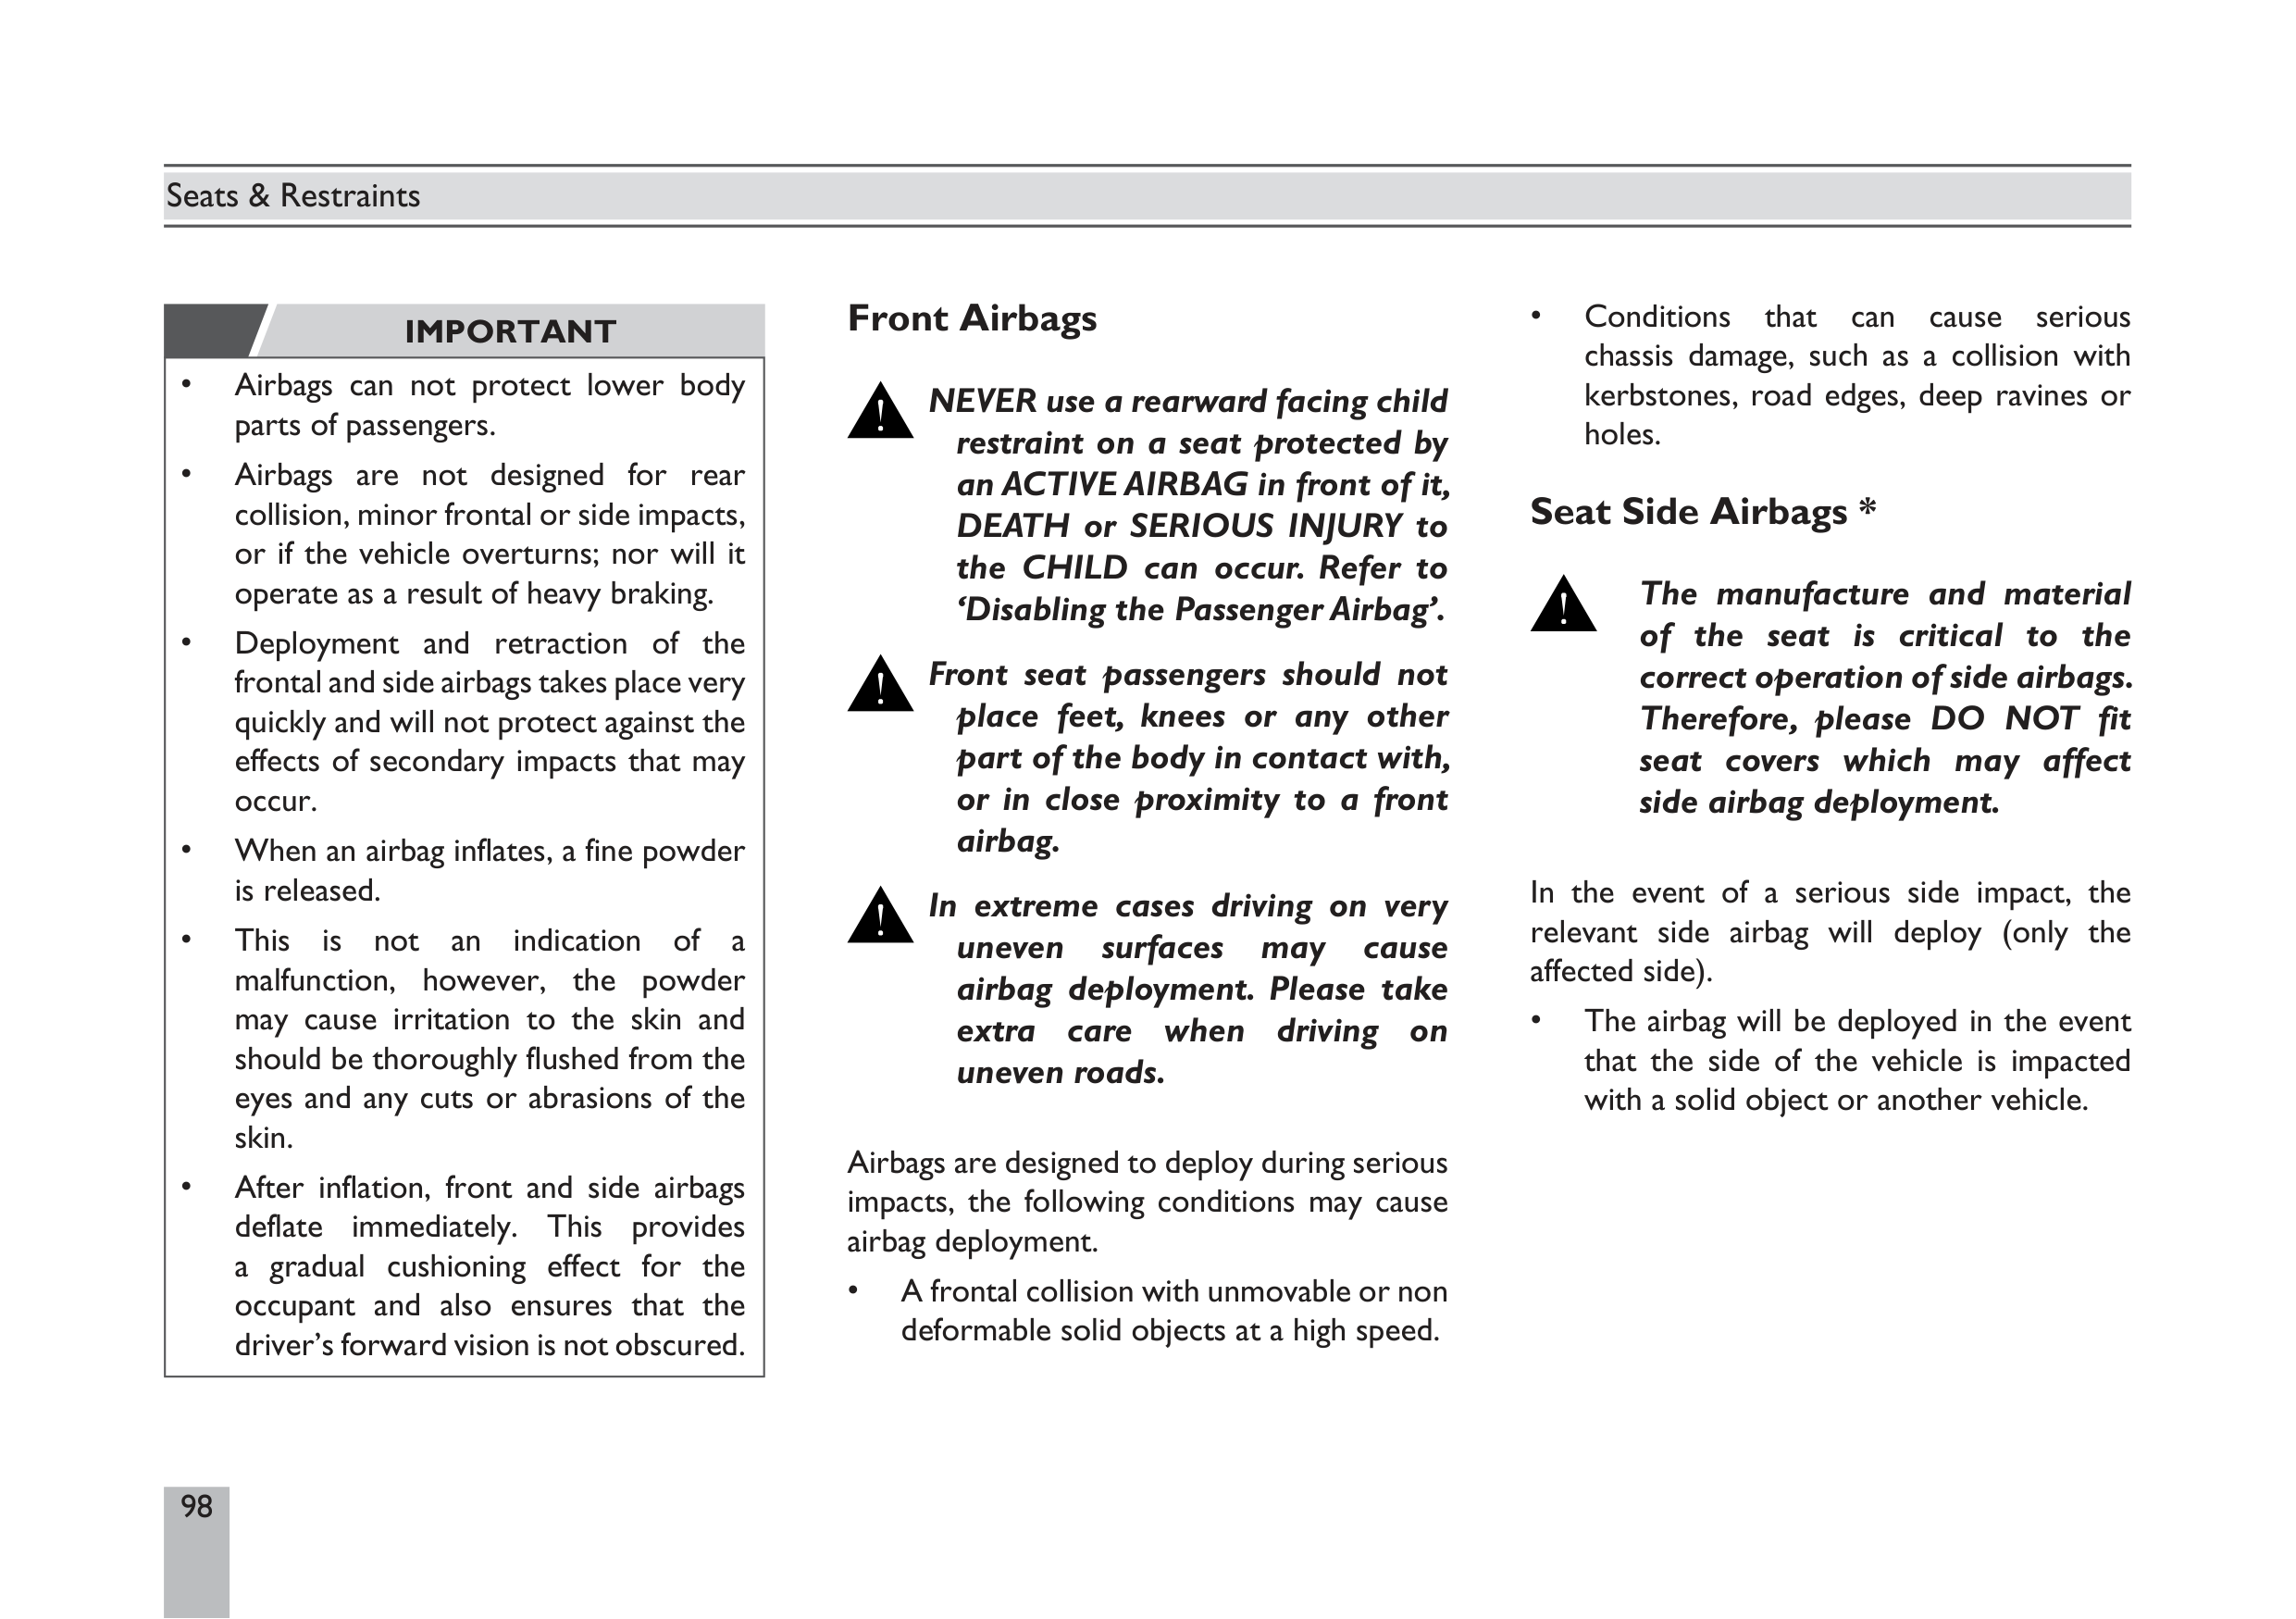 Seats & Restraints
IMPORTANT
• Airbags can not protect lower body
parts of passengers.
• Airbags are not designed for rear
collision, minor frontal or side impacts,
or if the vehicle overturns; nor will it
operate as a result of heavy braking.
• Deployment and retraction of the
frontal and side airbags takes place very
quickly and will not protect against the
effects of secondary impacts that may
occur.
• When an airbag inflates, a fine powder
is released.
• This is not an indication of a
malfunction, however, the powder
may cause irritation to the skin and
should be thoroughly flushed from the
eyes and any cuts or abrasions of the
skin.
• After inflation, front and side airbags
deflate immediately. This provides
a gradual cushioning effect for the
occupant and also ensures that the
driver’s forward vision is not obscured.
Front Airbags
NEVER use a rearward facing child
restraint on a seat protected by
an ACTIVE AIRBAG in front of it,
DEATH or SERIOUS INJURY to
the CHILD can occur. Refer to
‘Disabling the Passenger Airbag’.
Front seat passengers should not
place feet, knees or any other
part of the body in contact with,
or in close proximity to a front
airbag.
In extreme cases driving on very
uneven surfaces may cause
airbag deployment. Please take
extra care when driving on
uneven roads.
Airbags are designed to deploy during serious
impacts, the following conditions may cause
airbag deployment.
• A frontal collision with unmovable or non
deformable solid objects at a high speed.
• Conditions that can cause serious
chassis damage, such as a collision with
kerbstones, road edges, deep ravines or
holes.
Seat Side Airbags *
The manufacture and material
of the seat is critical to the
correct operation of side airbags.
Therefore, please DO NOT fit
seat covers which may affect
side airbag deployment.
In the event of a serious side impact, the
relevant side airbag will deploy (only the
affected side).
• The airbag will be deployed in the event
that the side of the vehicle is impacted
with a solid object or another vehicle.
98